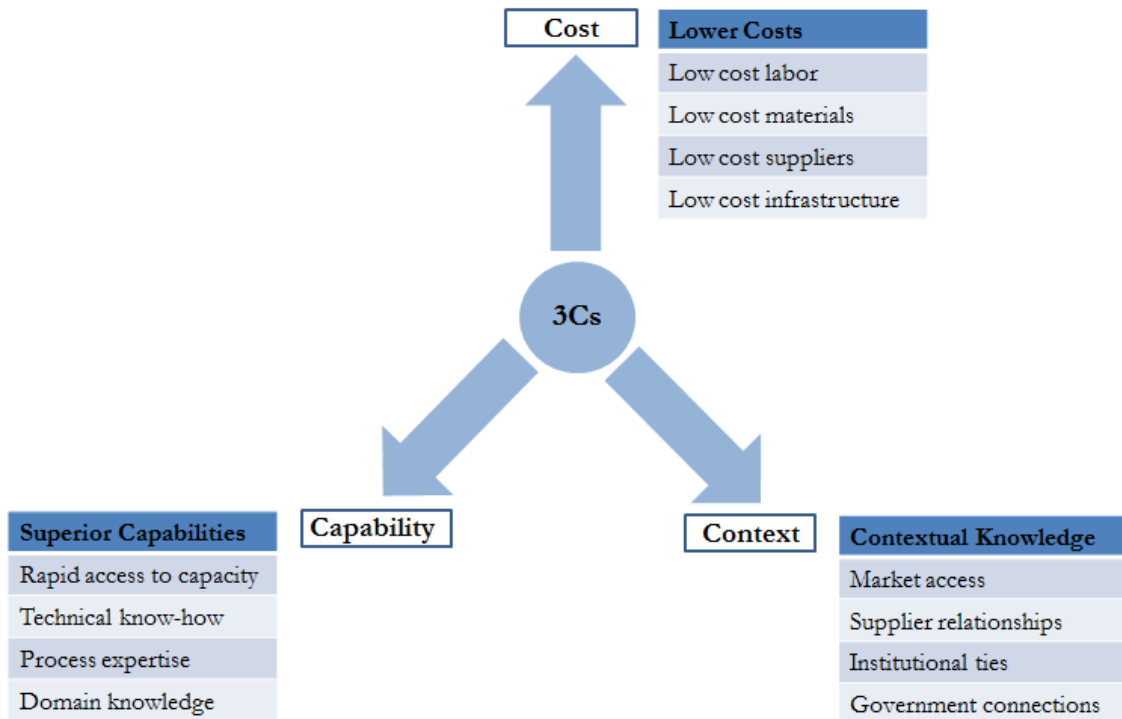 Cost
Lower Costs
Low cost labor
Low cost materials
Low cost suppliers
Low cost infrastructure
3Cs
Capability
Superior Capabilities
Rapid access to capacity
Technical know-how
Process expertise
Domain knowledge
Context
Contextual Knowledge
Market access
Supplier relationships
Institutional ties
Government connections